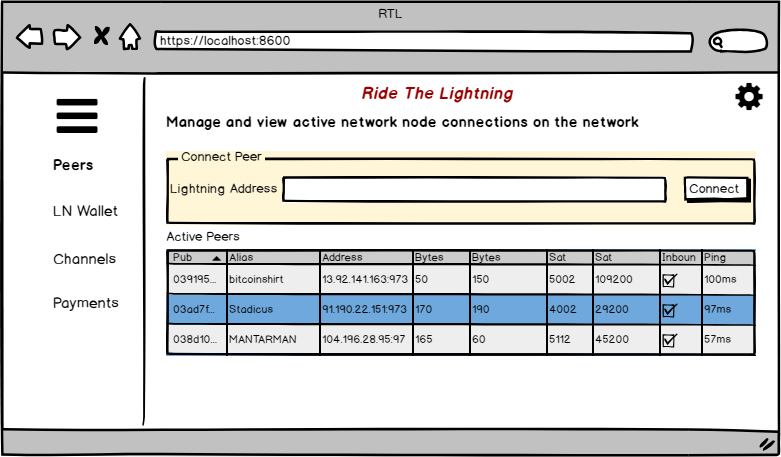 RTL
https://localhost:8600
Ride The Lightning
Manage and view active network node connections on the network
Peers
LN Wallet
Channels
Payments
Connect Peer
Lightning Address
Connect
Active Peers
Pub Alias Address Bytes Bytes Sat Sat Inboun Ping
039195... bitcoinshirt 13.92.141.163:973 50 150 5002 109200 100ms
03ad7f... Stadicus 91.190.22.151:973 170 190 4002 29200 97ms
038d10... MANTARMAN 104.196.28.95:97 165 60 5112 45200 57ms